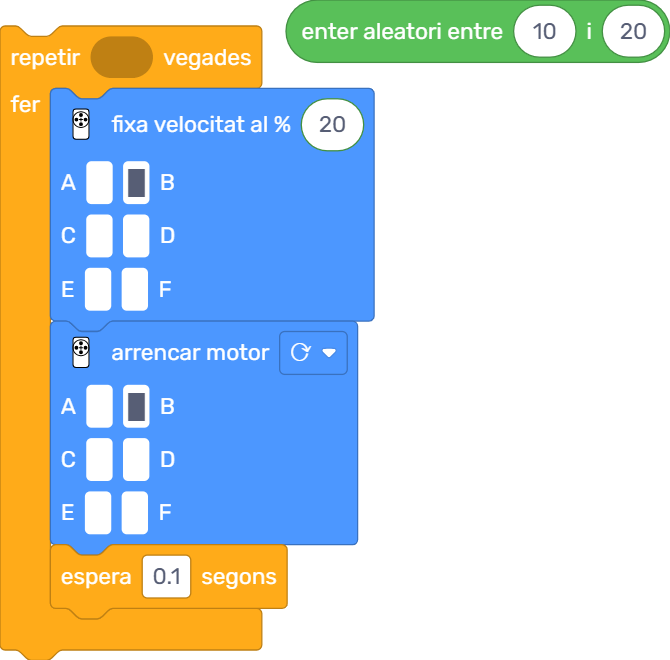 enter aleatori entre 10 i 20
repetir vegades
fer
fixa velocitat al % 20
A B
C D
E F
arrencar motor
A B
C D
E F
espera 0.1 segons